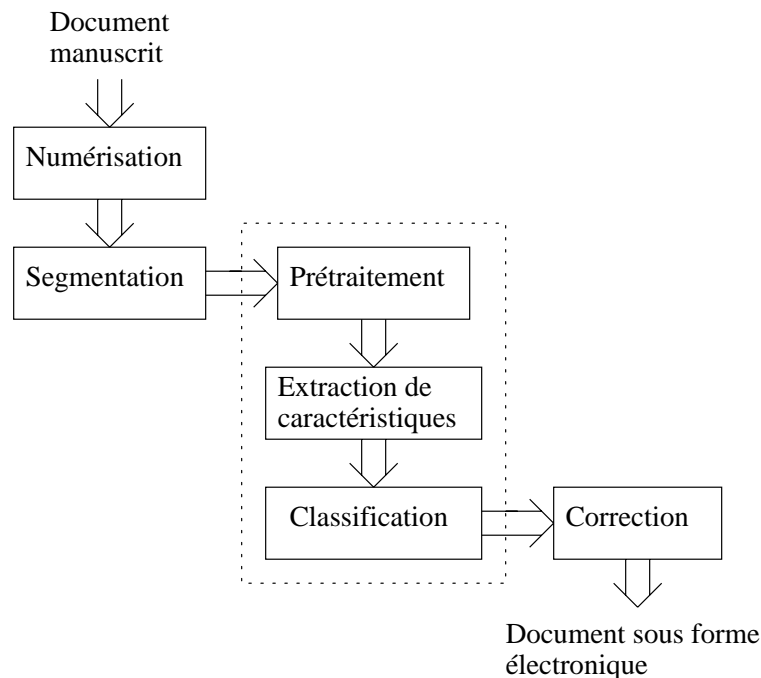 Document
manuscrit
Numérisation
Segmentation
Prétraitement
Extraction de
caractéristiques
Classification
Correction
Document sous forme
électronique